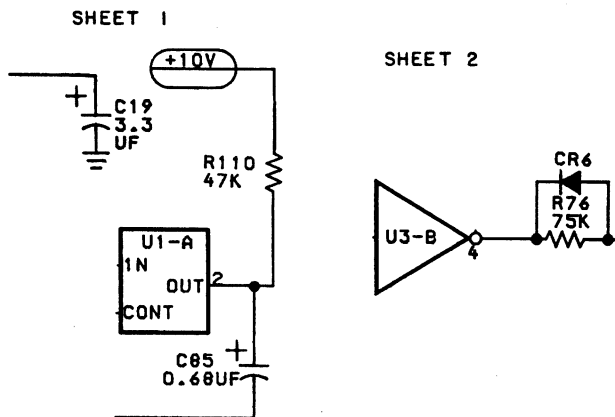 SHEET 1
+10V
SHEET 2
+
C19
3.3
UF
R110
47K
CR6
R76
75K
U1-A
IN
OUT
2
CONT
U3-B
4
C85
+
0.68UF